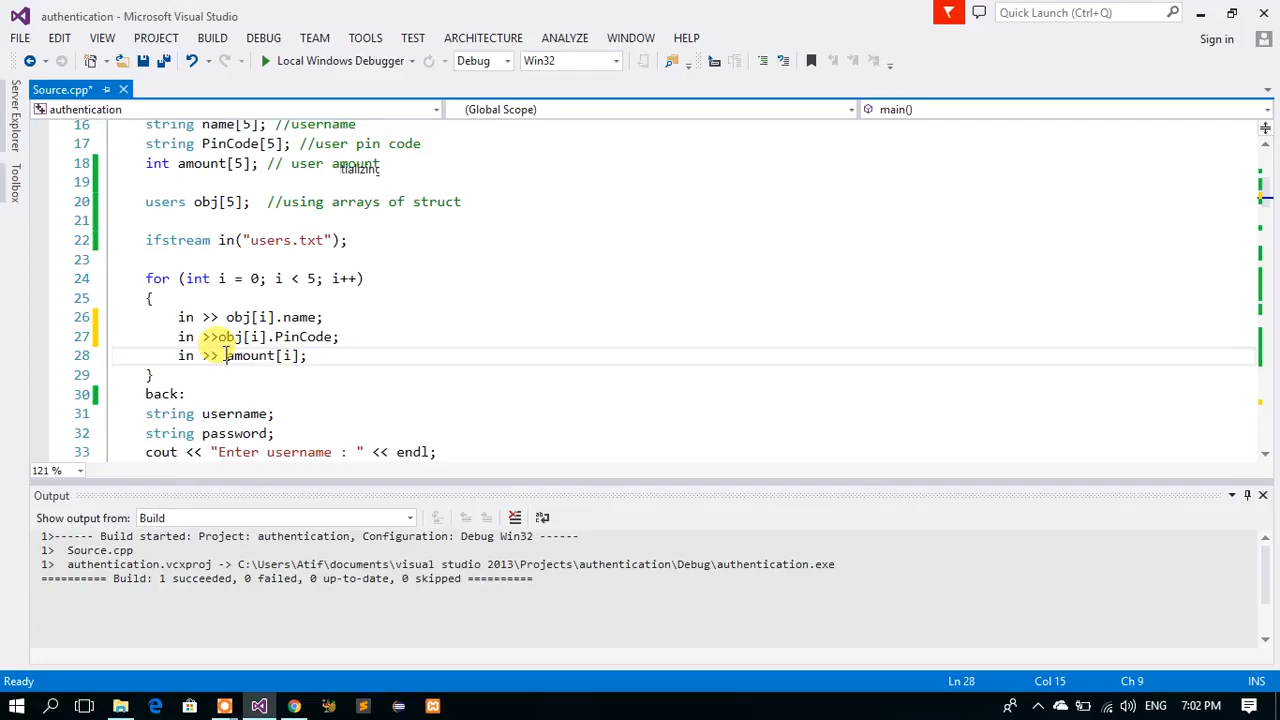 authentication - Microsoft Visual Studio
Quick Launch (Ctrl+Q)
FILE EDIT VIEW PROJECT BUILD DEBUG TEAM TOOLS TEST ARCHITECTURE ANALYZE WINDOW HELP
Sign in
Local Windows Debugger Debug Win32
Server Explorer
Toolbox
Source.cpp*
authentication (Global Scope) main()
16 string name[5]; //username
17 string PinCode[5]; //user pin code
18 int amount[5]; // user amount
tializing
19
20 users obj[5]; //using arrays of struct
21
22 ifstream in("users.txt");
23
24 for (int i = 0; i < 5; i++)
25 {
26 in >> obj[i].name;
27 in >>obj[i].PinCode;
28 in >> amount[i];
29 }
30 back:
31 string username;
32 string password;
33 cout << "Enter username : " << endl;
121 %
Output
Show output from: Build
1>------ Build started: Project: authentication, Configuration: Debug Win32 ------
1> Source.cpp
1> authentication.vcxproj -> C:\Users\Atif\documents\visual studio 2013\Projects\authentication\Debug\authentication.exe
========== Build: 1 succeeded, 0 failed, 0 up-to-date, 0 skipped ==========
Ready Ln 28 Col 15 Ch 9 INS
ENG 7:02 PM